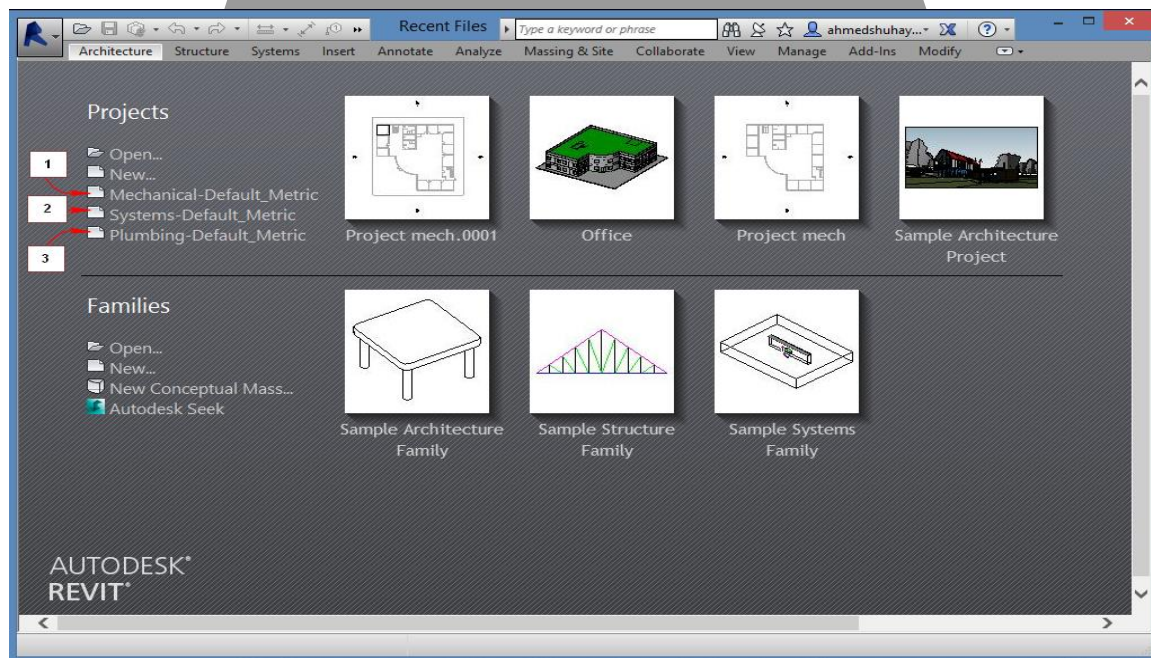 Recent Files
Type a keyword or phrase
ahmedshuhay...
Architecture Structure Systems Insert Annotate Analyze Massing & Site Collaborate View Manage Add-Ins Modify
Projects
Open...
New...
1
Mechanical-Default_Metric
2
Systems-Default_Metric
Plumbing-Default_Metric
3
Project mech.0001
Office
Project mech
Sample Architecture
Project
Families
Open...
New...
New Conceptual Mass...
Autodesk Seek
Sample Architecture
Family
Sample Structure
Family
Sample Systems
Family
AUTODESK®
REVIT®